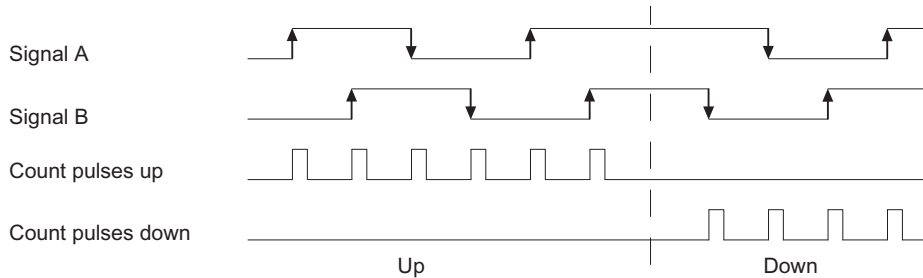 Signal A
Signal B
Count pulses up
Count pulses down
Up
Down